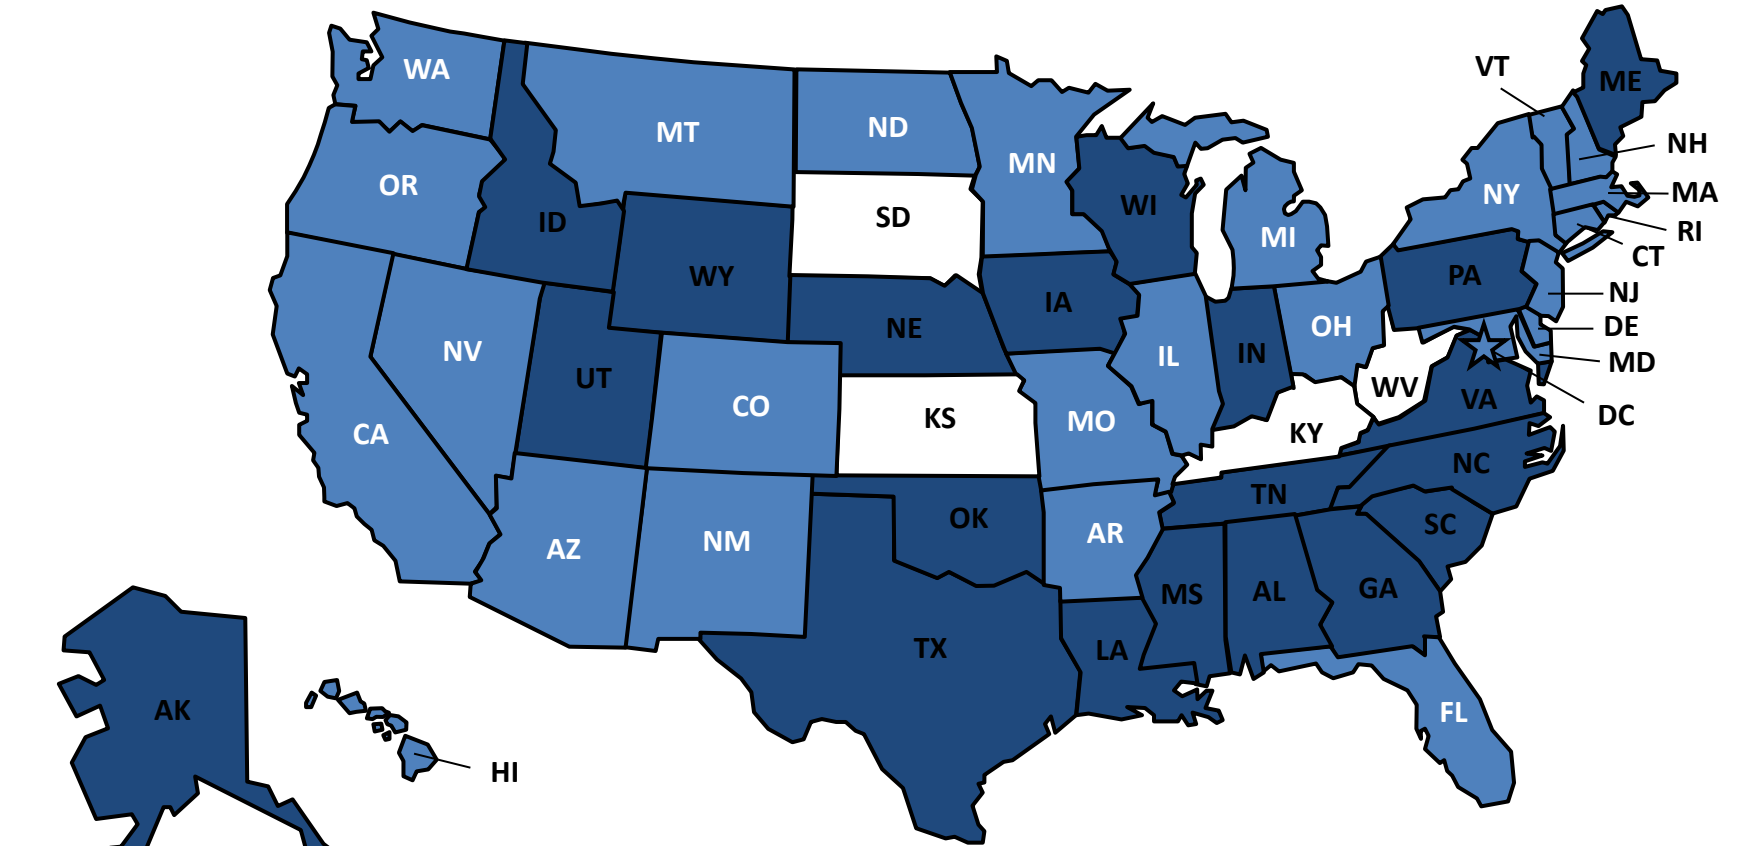 WA
MT
ND
MN
VT
ME
OR
ID
WY
SD
WI
MI
NY
NH
MA
RI
CT
NV
UT
CO
NE
IA
IL
IN
OH
PA
NJ
DE
MD
DC
CA
KS
MO
KY
WV
VA
AZ
NM
OK
AR
TN
NC
SC
TX
LA
MS
AL
GA
FL
AK
HI